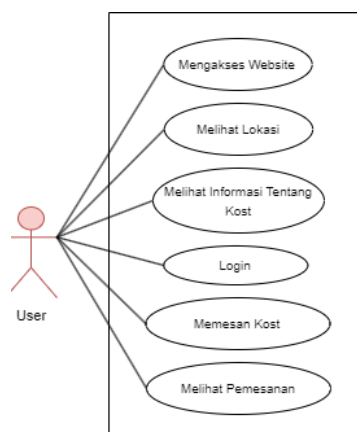 Mengakses Website
Melihat Lokasi
Melihat Informasi Tentang
Kost
Login
User
Memesan Kost
Melihat Pemesanan